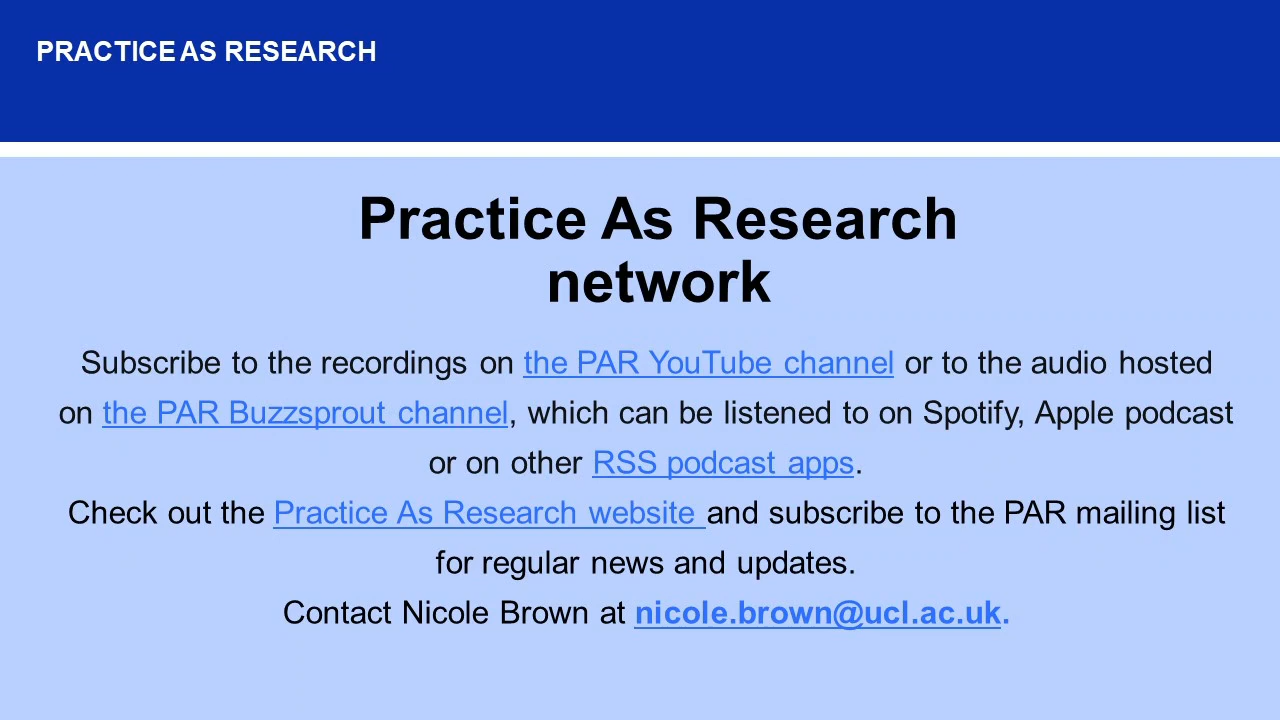 PRACTICE AS RESEARCH
Practice As Research
network
Subscribe to the recordings on the PAR YouTube channel or to the audio hosted
on the PAR Buzzsprout channel, which can be listened to on Spotify, Apple podcast
or on other RSS podcast apps.
Check out the Practice As Research website and subscribe to the PAR mailing list
for regular news and updates.
Contact Nicole Brown at nicole.brown@ucl.ac.uk.